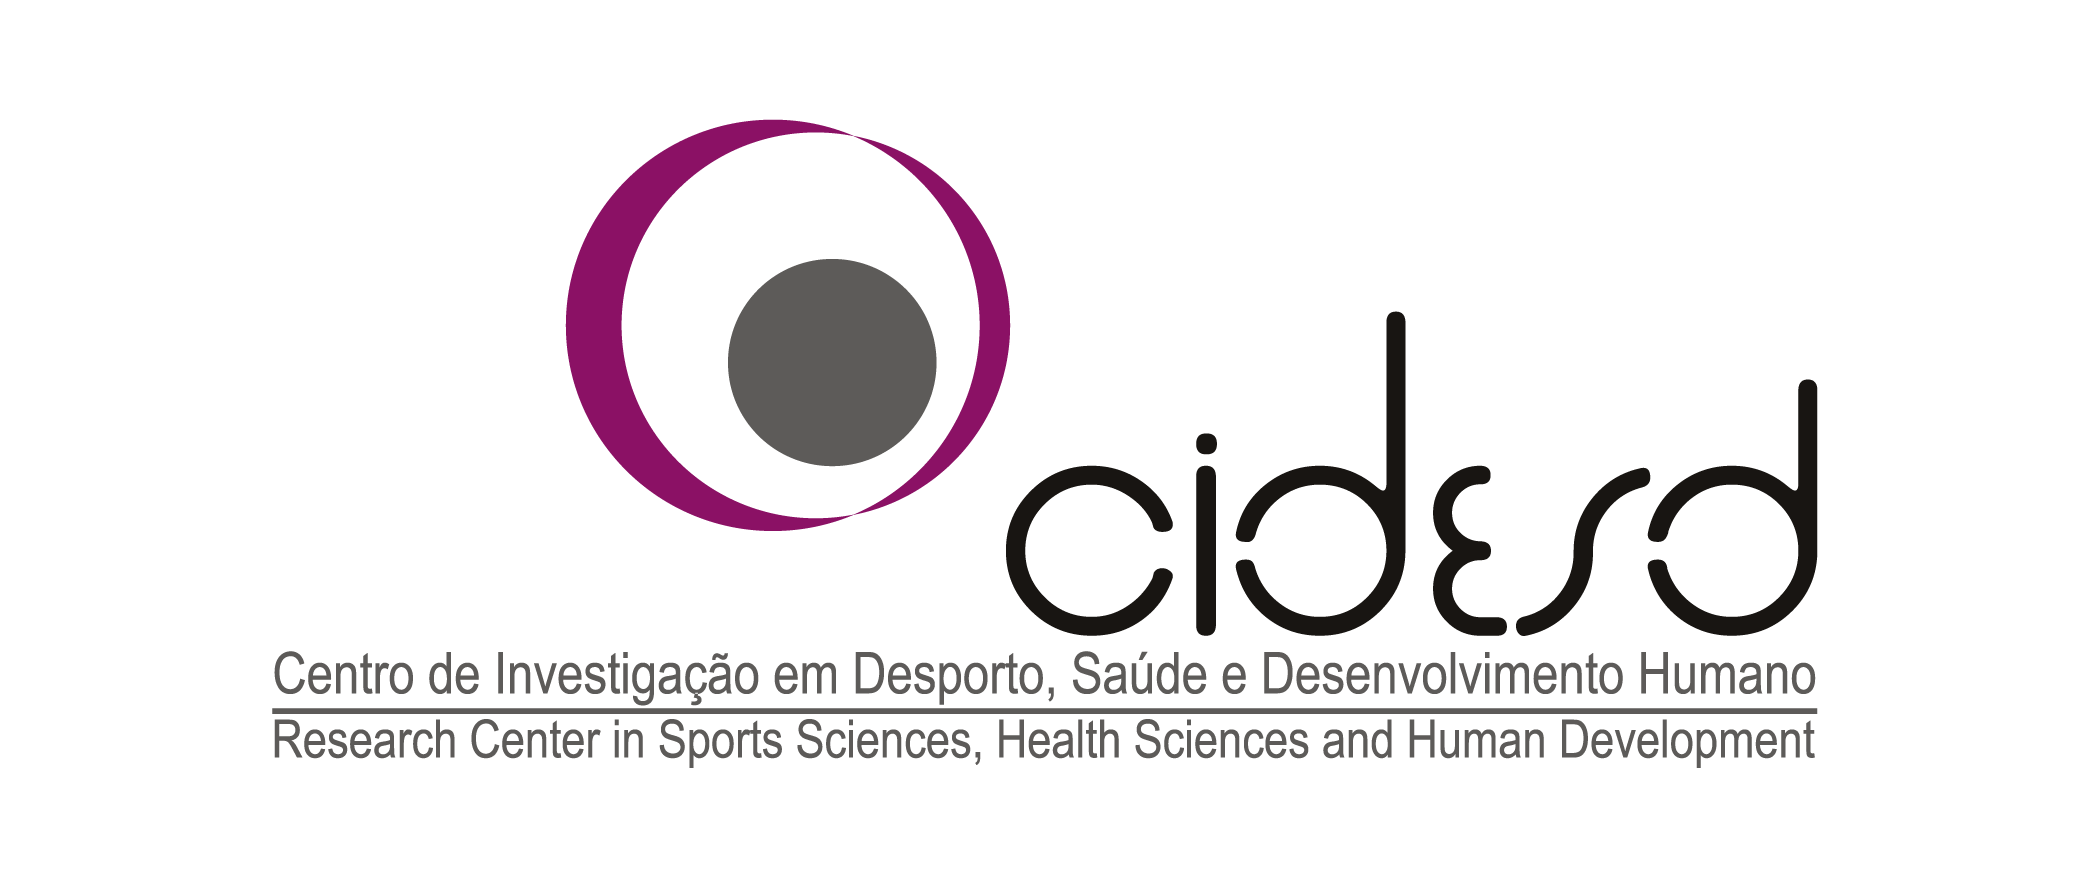 cidesd
Centro de Investigação em Desporto, Saúde e Desenvolvimento Humano
Research Center in Sports Sciences, Health Sciences and Human Development